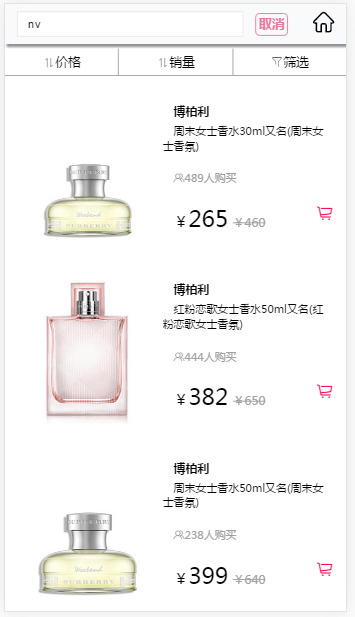 nv
取消
价格 销量 筛选
博柏利
周末女士香水30ml又名(周末女
士香氛)
489人购买
￥265 ￥460
博柏利
红粉恋歌女士香水50ml又名(红
粉恋歌女士香氛)
444人购买
￥382 ￥650
博柏利
周末女士香水50ml又名(周末女
士香氛)
238人购买
￥399 ￥640
Weekend
BURBERRY
Weekend
BURBERRY